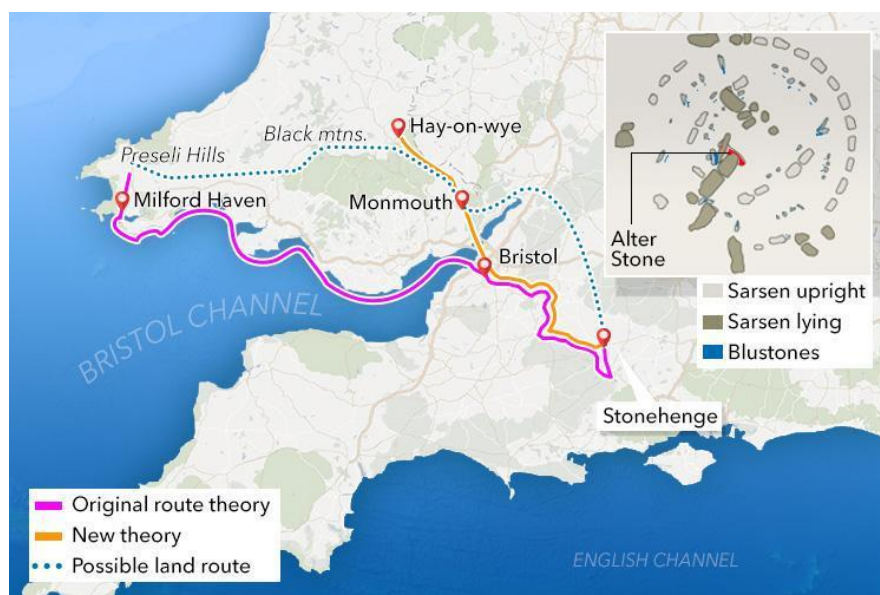 Hay-on-wye
Black mtns.
Preseli Hills
Milford Haven
Monmouth
Bristol
BRISTOL CHANNEL
Stonehenge
ENGLISH CHANNEL
Alter
Stone
Sarsen upright
Sarsen lying
Blustones
Original route theory
New theory
Possible land route